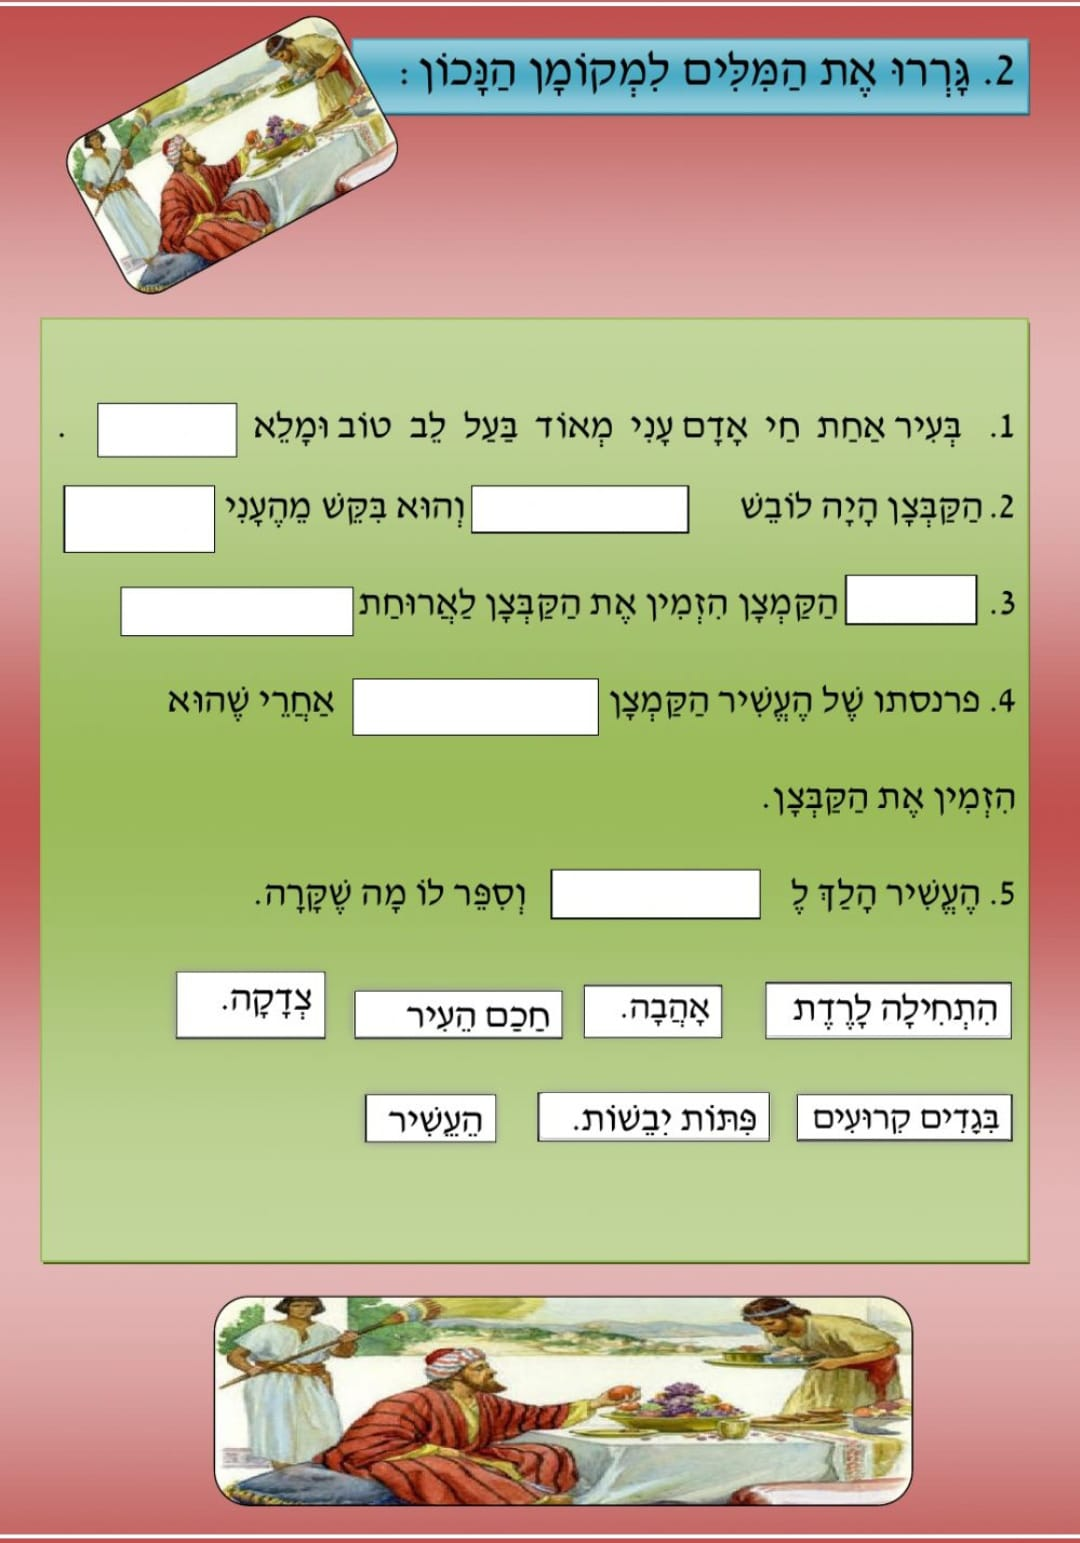 2. גָּרְרוּ אֶת הַמִּלִּים לִמְקוֹמָן הַנָּכוֹן :
1. בְּעִיר אַחַת חַי אָדָם עָנִי מְאוֹד בַּעַל לֵב טוֹב וּמָלֵא .
2. הַקַּבְּצָן הָיָה לוֹבֵשׁ וְהוּא בִּקֵּשׁ מֵהֶעָנִי
3. הַקַּמְצָן הִזְמִין אֶת הַקַּבְּצָן לַאֲרוּחַת
4. פרנסתו שֶׁל הֶעֱשִׁיר הַקַּמְצָן אַחֲרֵי שֶׁהוּא
הִזְמִין אֶת הַקַּבְּצָן.
5. הֶעֱשִׁיר הָלַךְ לֶ וְסִפֵּר לוֹ מָה שֶׁקָּרָה.
הִתְחִילָה לָרֶדֶת אָהֲבָה. חַכַם הֵעִיר צְדָקָה.
בְּגָדִים קְרוּעִים פִּתּוֹת יְבֵשׁוֹת. הֵעֵשִׁיר